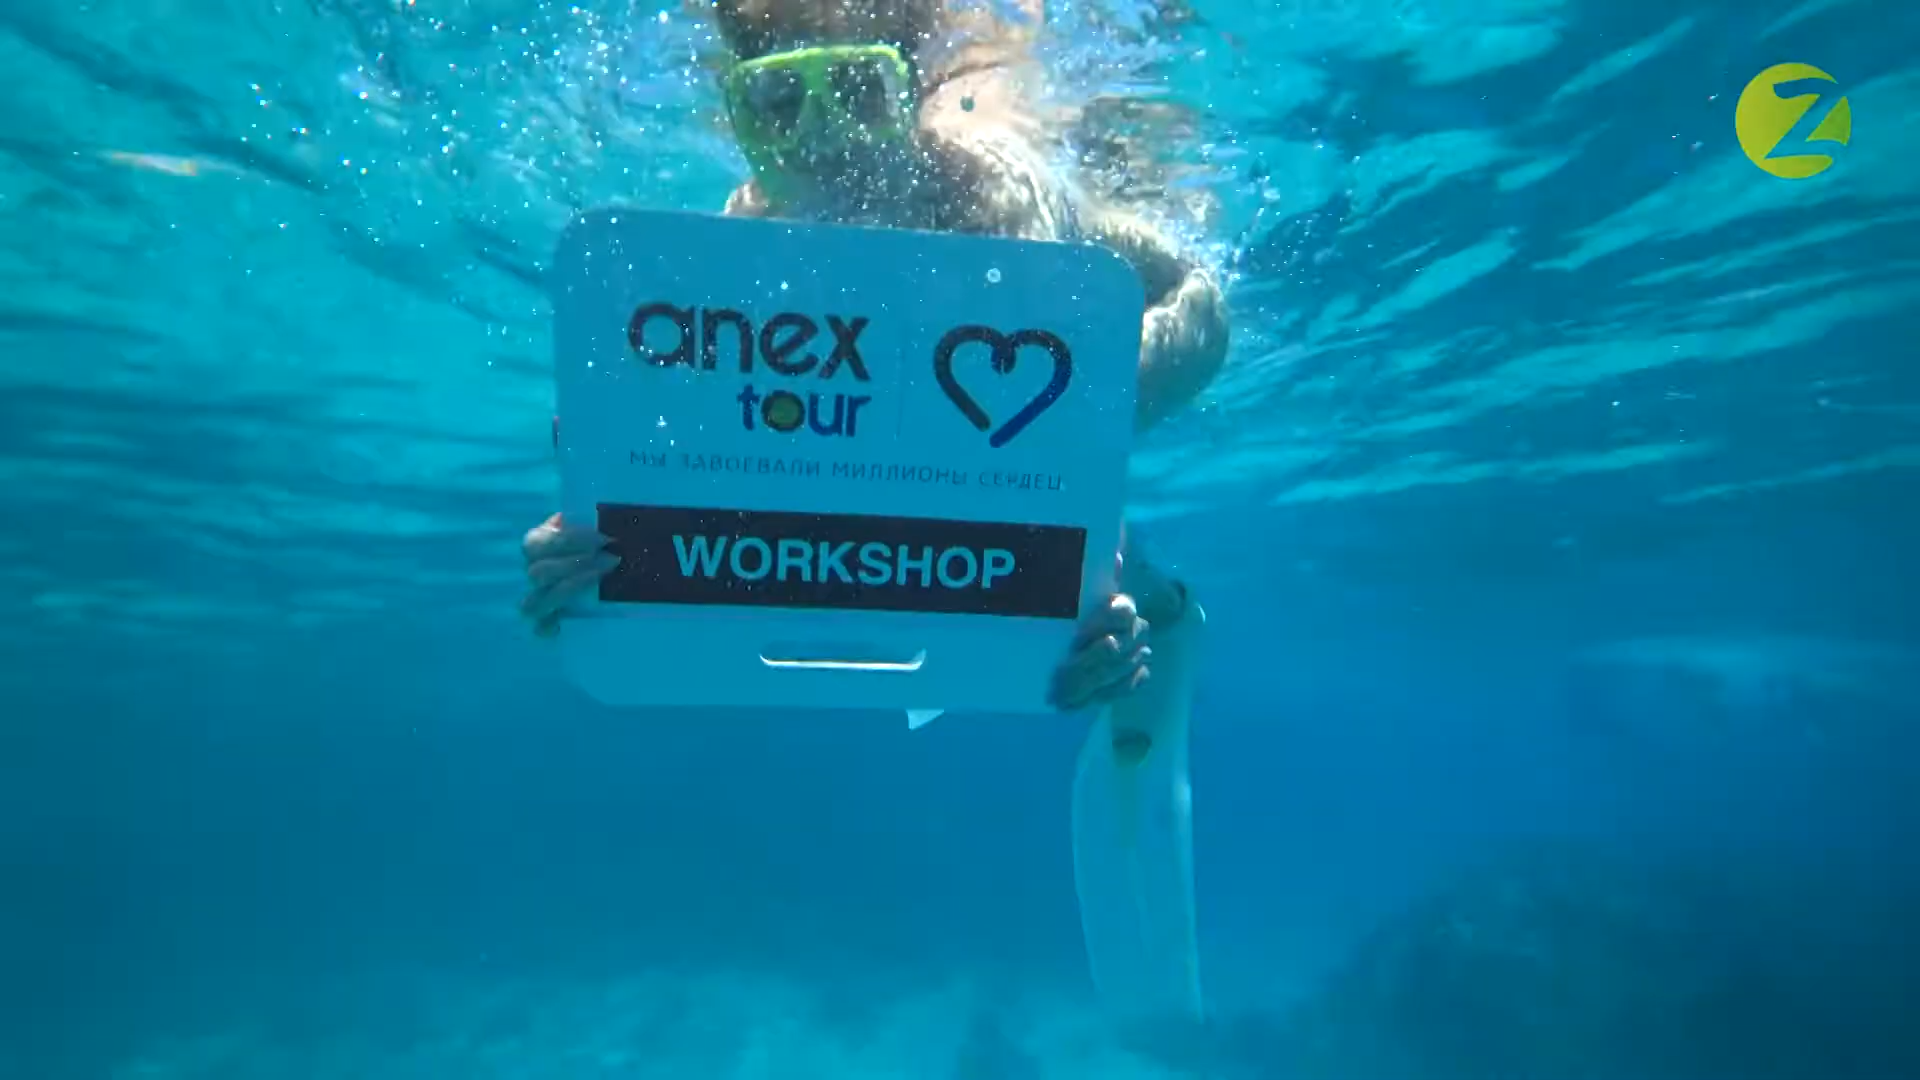 anex
tour
МЫ ЗАВОЕВАЛИ МИЛЛИОНЫ СЕРДЕЦ
WORKSHOP
Z